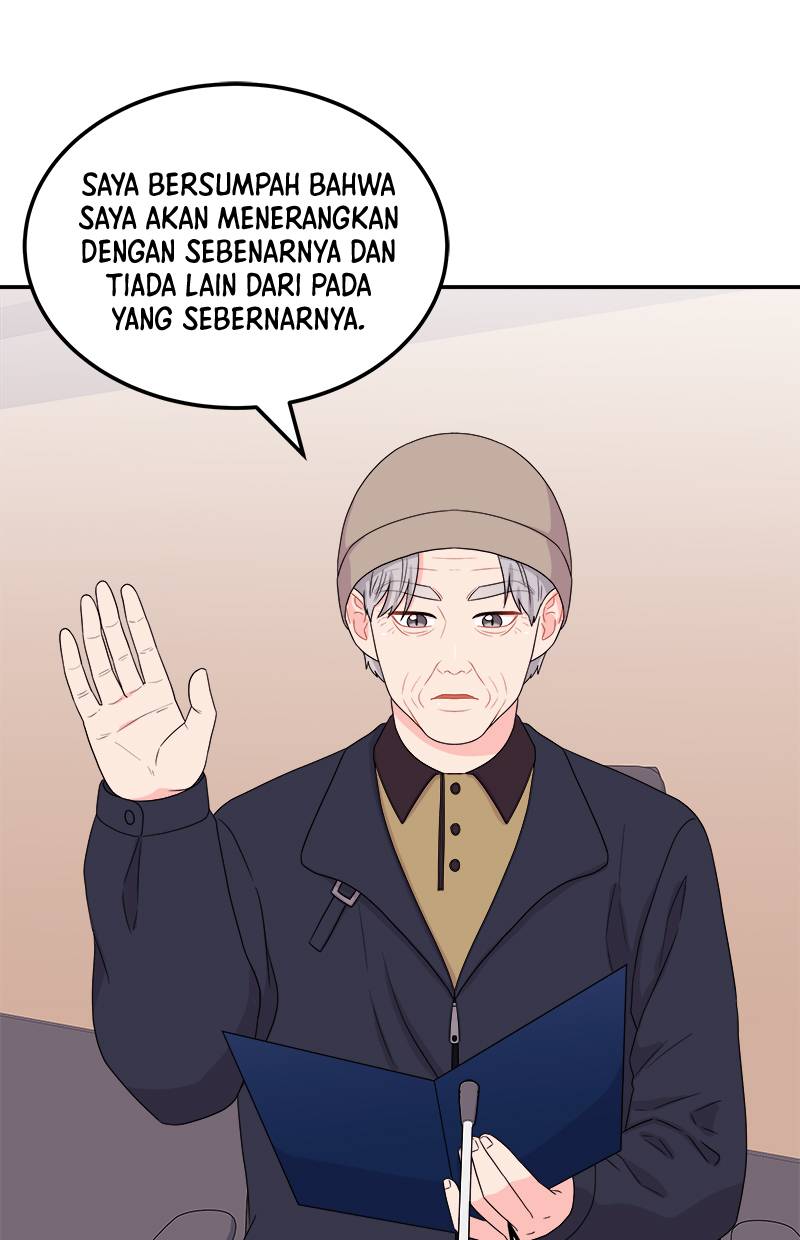 SAYA BERSUMPAH BAHWA
SAYA AKAN MENERANGKAN
DENGAN SEBENARNYA DAN
TIADA LAIN DARI PADA
YANG SEBERNARNYA.